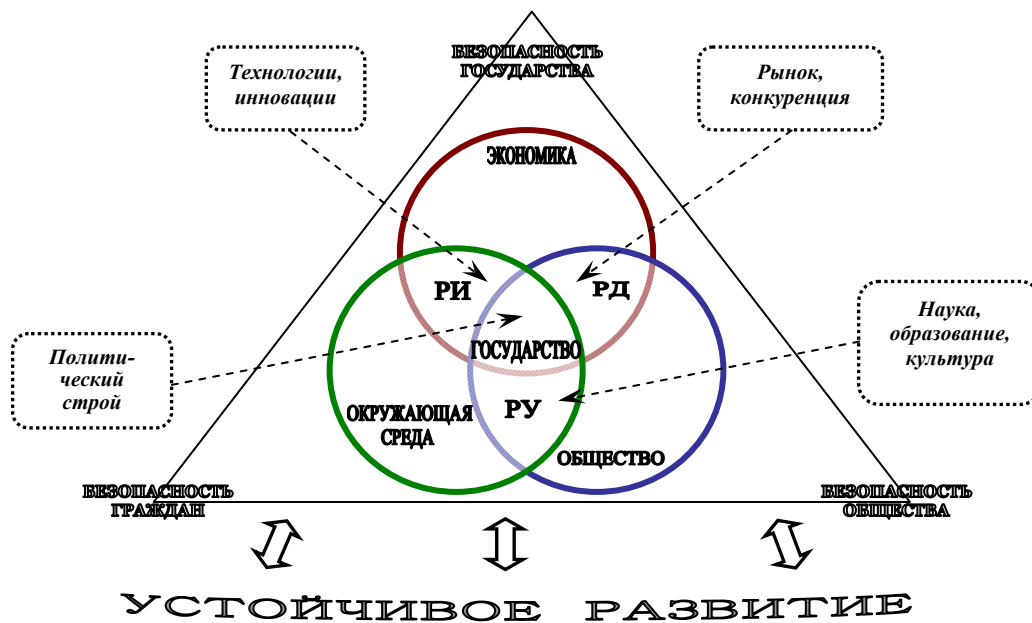 БЕЗОПАСНОСТЬ
ГОСУДАРСТВА
Технологии,
инновации
Рынок,
конкуренция
ЭКОНОМИКА
РИ
РД
Наука,
образование,
культура
Полити-
ческий
строй
ГОСУДАРСТВО
РУ
ОКРУЖАЮЩАЯ
СРЕДА
ОБЩЕСТВО
БЕЗОПАСНОСТЬ
ГРАЖДАН
БЕЗОПАСНОСТЬ
ОБЩЕСТВА
УСТОЙЧИВОЕ РАЗВИТИЕ